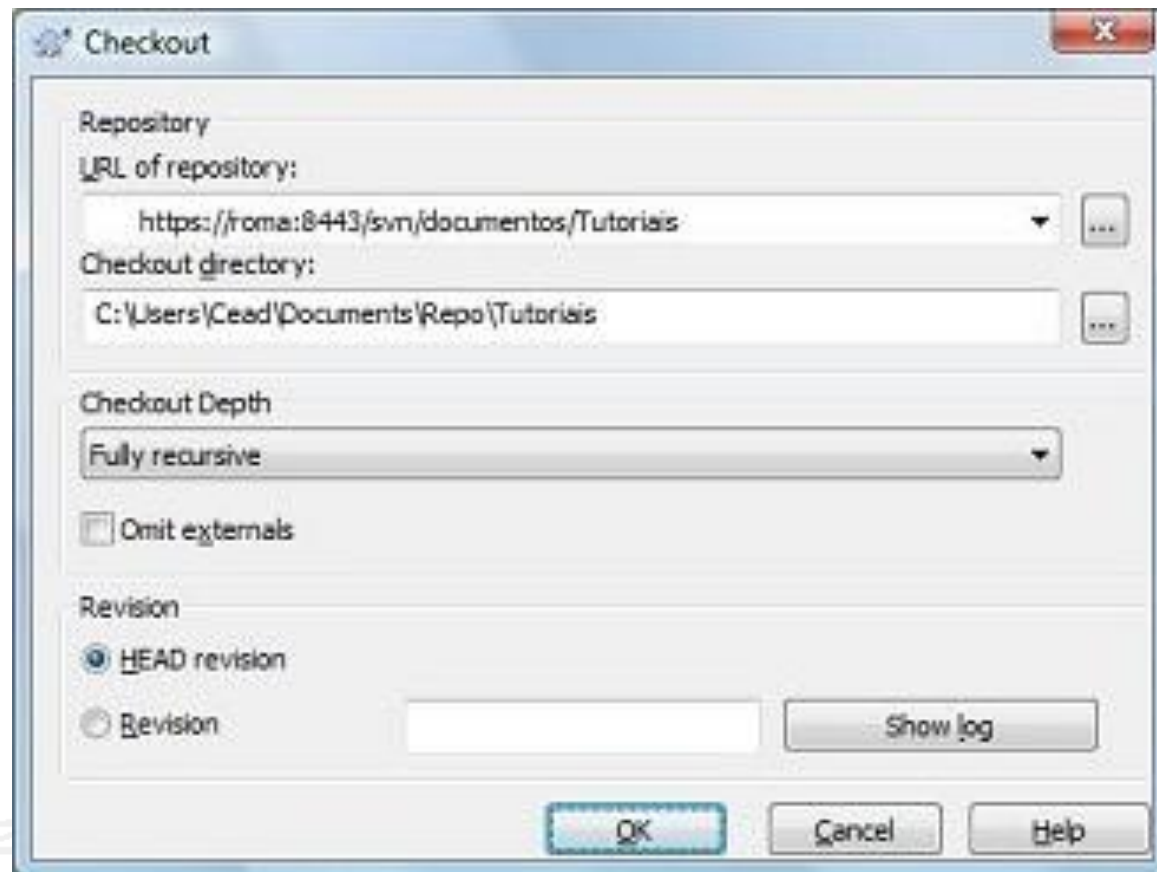 Checkout
Repository
URL of repository:
https://roma:8443/svn/documentos/Tutoriais
...
Checkout directory:
C:\Users\Cead\Documents\Repo\Tutoriais
...
Checkout Depth
Fully recursive
Omit externals
Revision
HEAD revision
Revision
Show log
OK
Cancel
Help